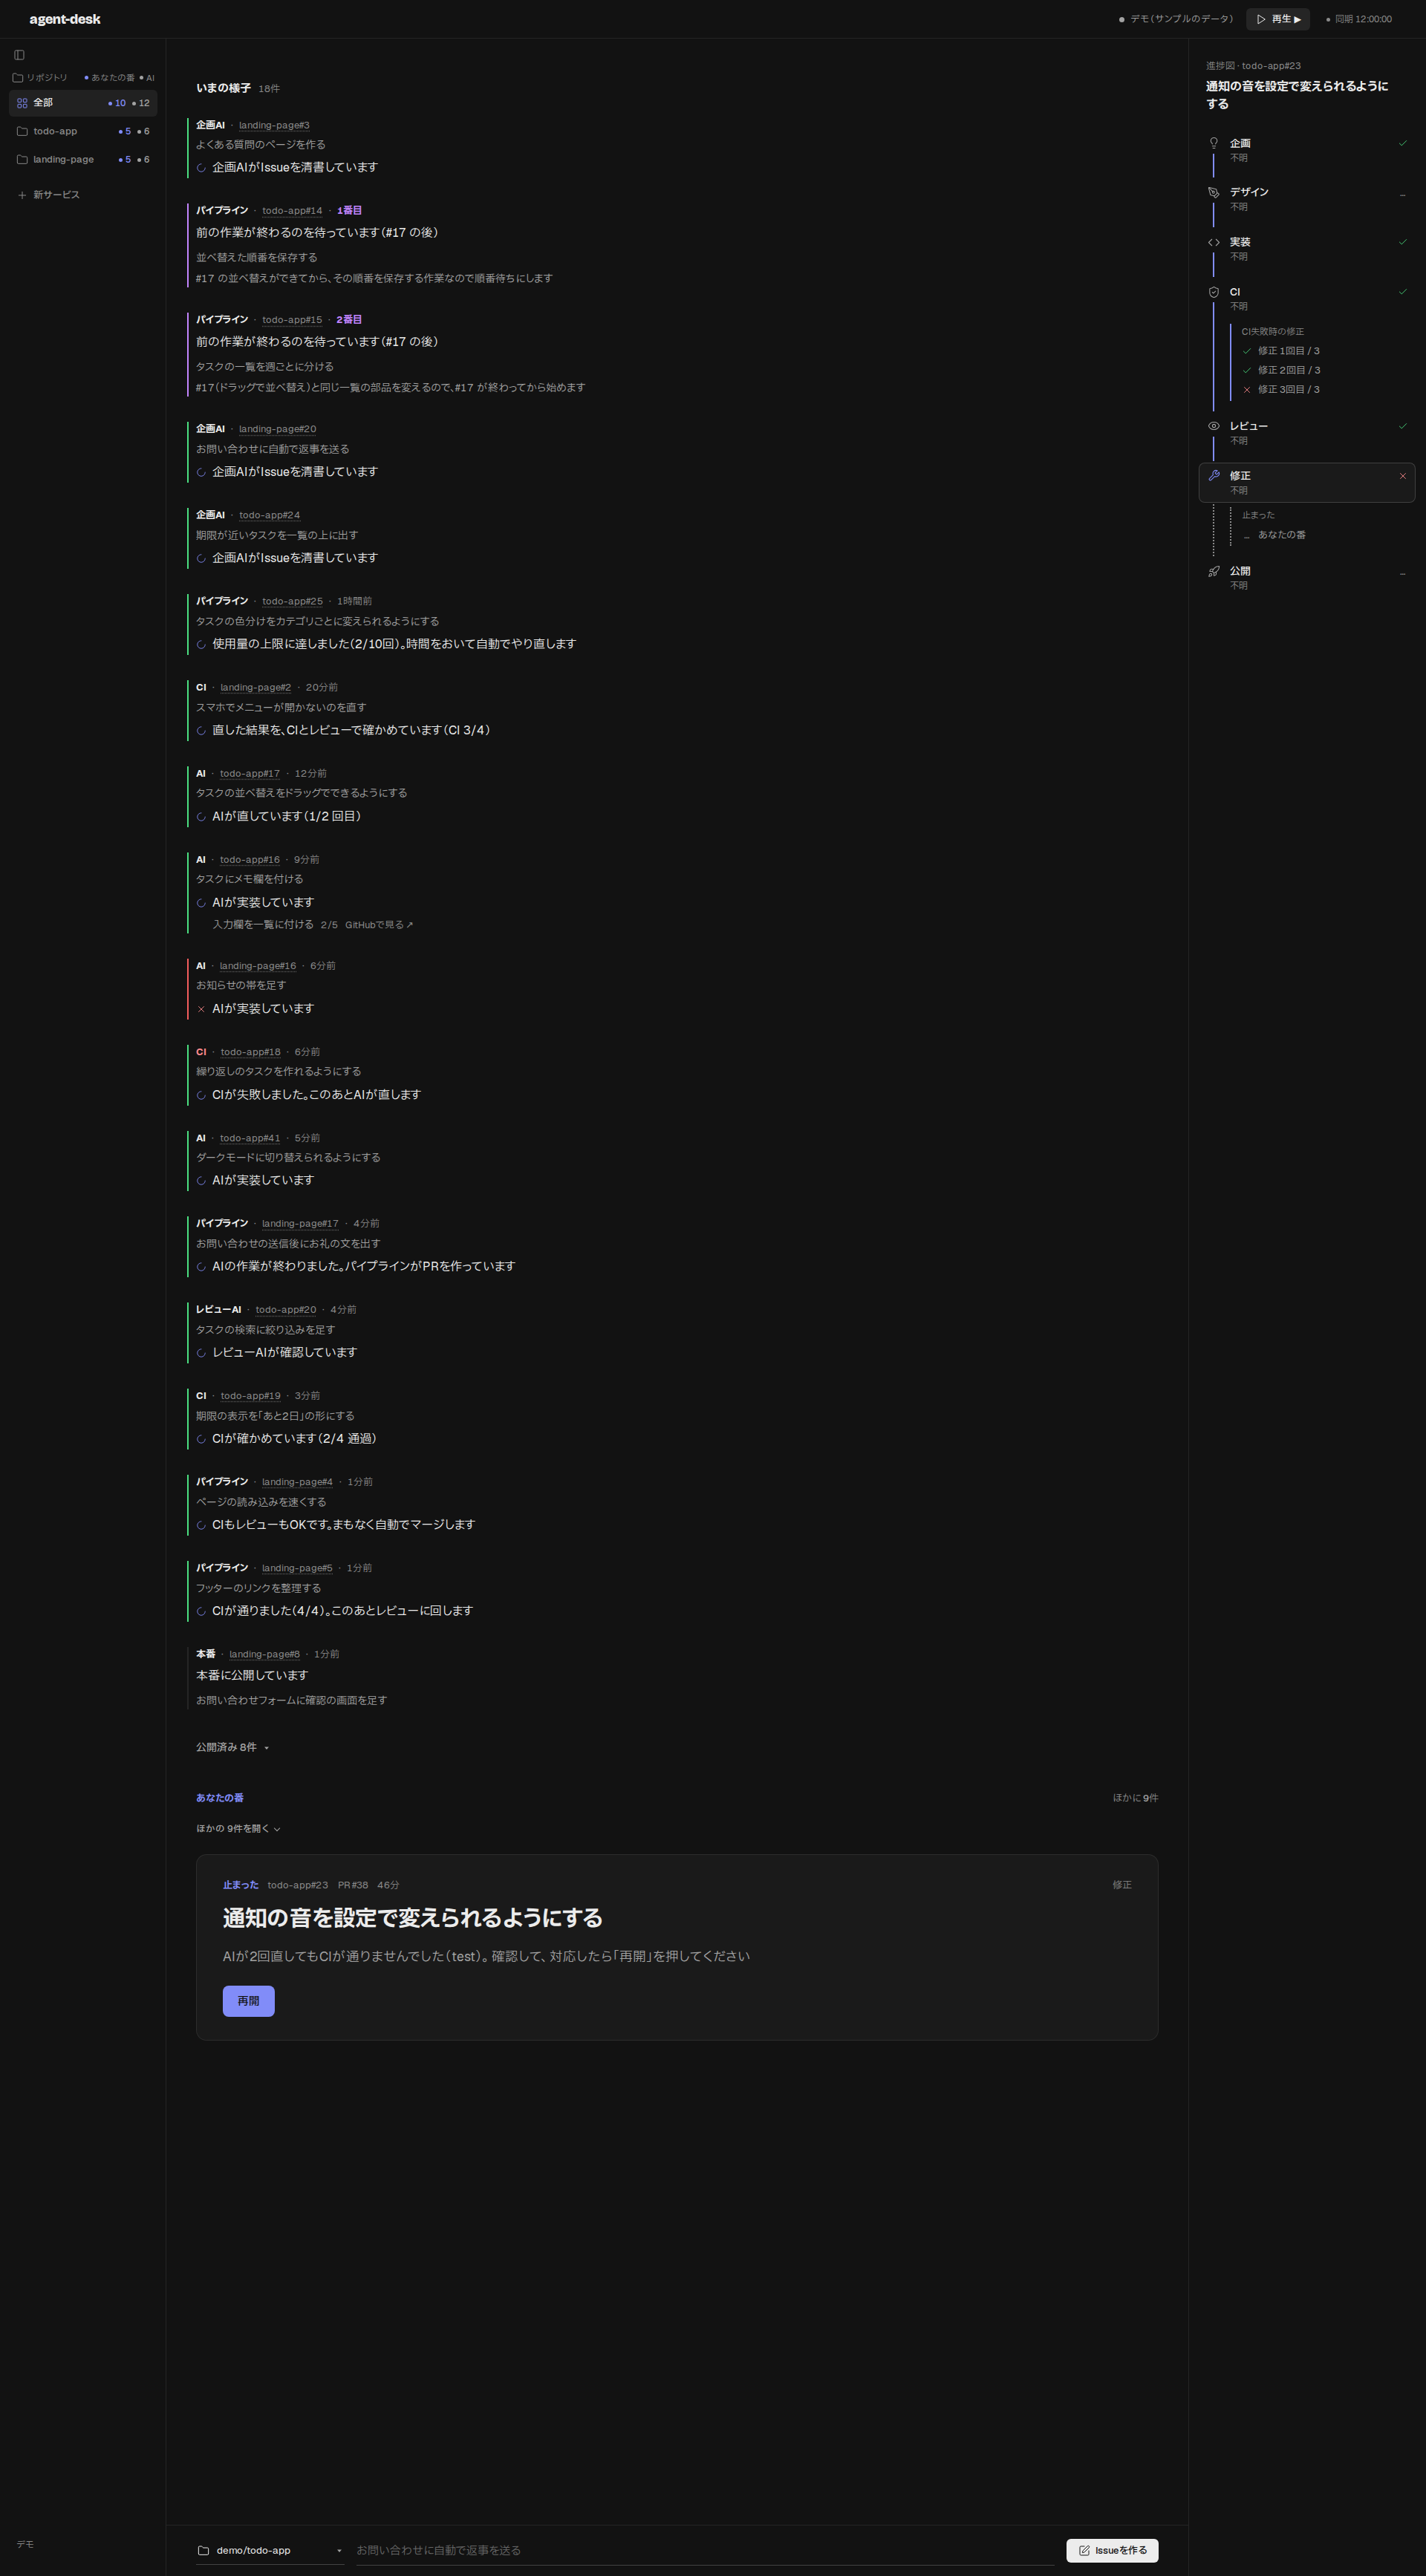 agent-desk
デモ（サンプルのデータ）
再生 ▶
同期 12:00:00
リポジトリ
あなたの番
AI
全部
10
12
todo-app
5
6
landing-page
5
6
新サービス
デモ
いまの様子 18件
企画AI · landing-page#3
よくある質問のページを作る
企画AIがIssueを清書しています
パイプライン · todo-app#14 · 1番目
前の作業が終わるのを待っています（#17 の後）
並べ替えた順番を保存する
#17 の並べ替えができてから、その順番を保存する作業なので順番待ちにします
パイプライン · todo-app#15 · 2番目
前の作業が終わるのを待っています（#17 の後）
タスクの一覧を週ごとに分ける
#17（ドラッグで並べ替え）と同じ一覧の部品を変えるので、#17 が終わってから始めます
企画AI · landing-page#20
お問い合わせに自動で返事を送る
企画AIがIssueを清書しています
企画AI · todo-app#24
期限が近いタスクを一覧の上に出す
企画AIがIssueを清書しています
パイプライン · todo-app#25 · 1時間前
タスクの色分けをカテゴリごとに変えられるようにする
使用量の上限に達しました（2/10回）。時間をおいて自動でやり直します
CI · landing-page#2 · 20分前
スマホでメニューが開かないのを直す
直した結果を、CIとレビューで確かめています（CI 3/4）
AI · todo-app#17 · 12分前
タスクの並べ替えをドラッグでできるようにする
AIが直しています（1/2 回目）
AI · todo-app#16 · 9分前
タスクにメモ欄を付ける
AIが実装しています
入力欄を一覧に付ける 2/5 GitHubで見る ↗
AI · landing-page#16 · 6分前
お知らせの帯を足す
AIが実装しています
CI · todo-app#18 · 6分前
繰り返しのタスクを作れるようにする
CIが失敗しました。このあとAIが直します
AI · todo-app#41 · 5分前
ダークモードに切り替えられるようにする
AIが実装しています
パイプライン · landing-page#17 · 4分前
お問い合わせの送信後にお礼の文を出す
AIの作業が終わりました。パイプラインがPRを作っています
レビューAI · todo-app#20 · 4分前
タスクの検索に絞り込みを足す
レビューAIが確認しています
CI · todo-app#19 · 3分前
期限の表示を「あと2日」の形にする
CIが確かめています（2/4 通過）
パイプライン · landing-page#4 · 1分前
ページの読み込みを速くする
CIもレビューもOKです。まもなく自動でマージします
パイプライン · landing-page#5 · 1分前
フッターのリンクを整理する
CIが通りました（4/4）。このあとレビューに回します
本番 · landing-page#8 · 1分前
本番に公開しています
お問い合わせフォームに確認の画面を足す
公開済み 8件
あなたの番
ほかに9件
ほかの 9件を開く
止まった todo-app#23 PR#38 46分
修正
通知の音を設定で変えられるようにする
AIが2回直してもCIが通りませんでした（test）。確認して、対応したら「再開」を押してください
再開
demo/todo-app
お問い合わせに自動で返事を送る
Issueを作る
進捗図 · todo-app#23
通知の音を設定で変えられるように
する
企画
不明
デザイン
–
不明
実装
不明
CI
不明
CI失敗時の修正
修正 1回目 / 3
修正 2回目 / 3
修正 3回目 / 3
レビュー
不明
修正
不明
止まった
– あなたの番
公開
–
不明